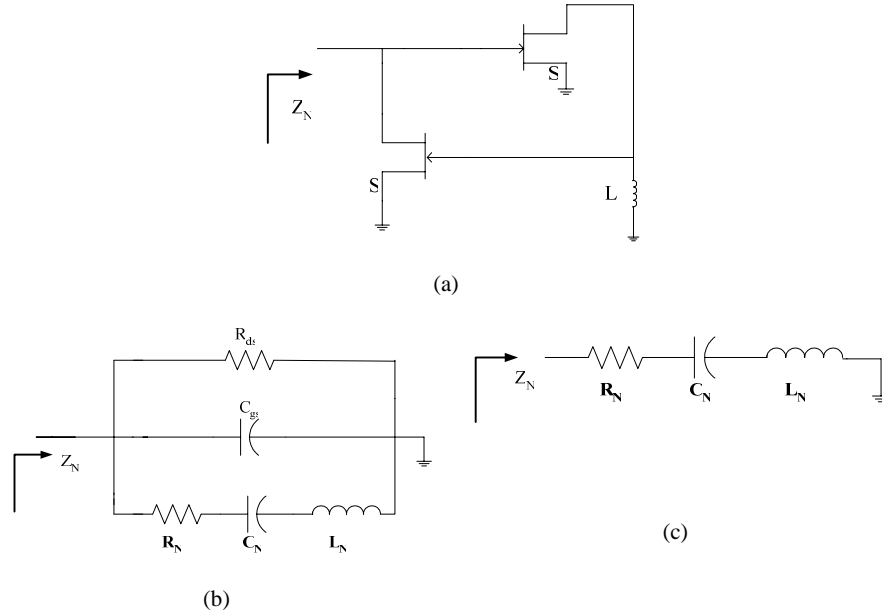 S
Z_N
S
L
(a)
R_ds
C_gs
Z_N
R_N C_N L_N
(b)
Z_N
R_N C_N L_N
(c)